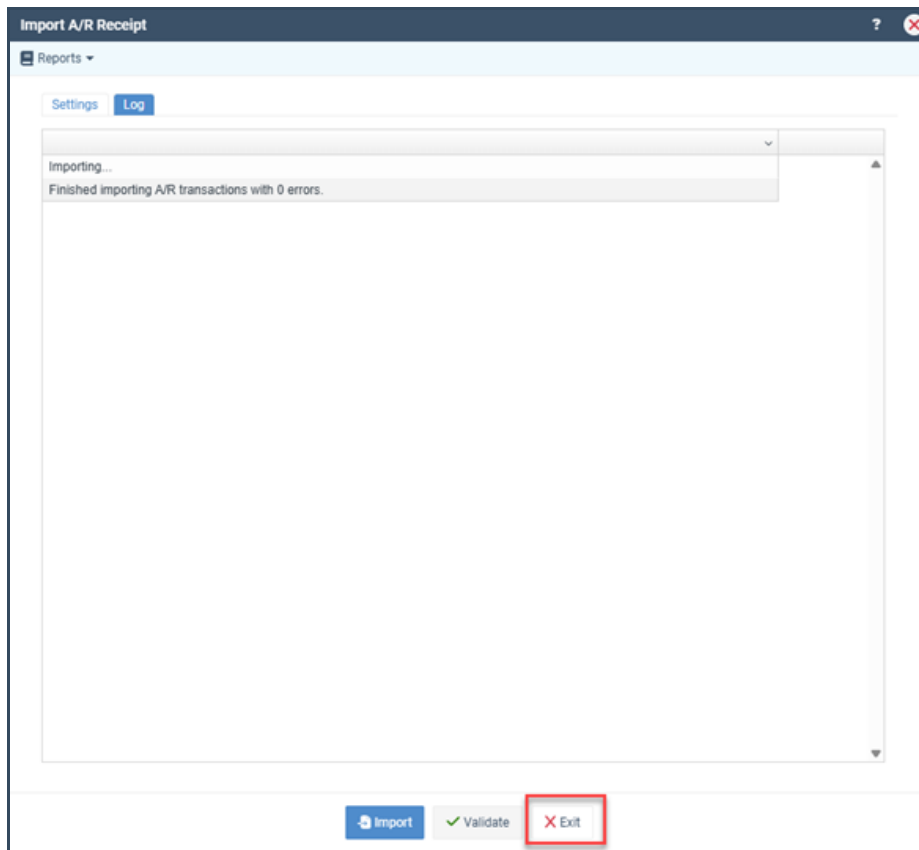 Import A/R Receipt ?
Reports
Settings Log
Importing...
Finished importing A/R transactions with 0 errors.
Import Validate Exit